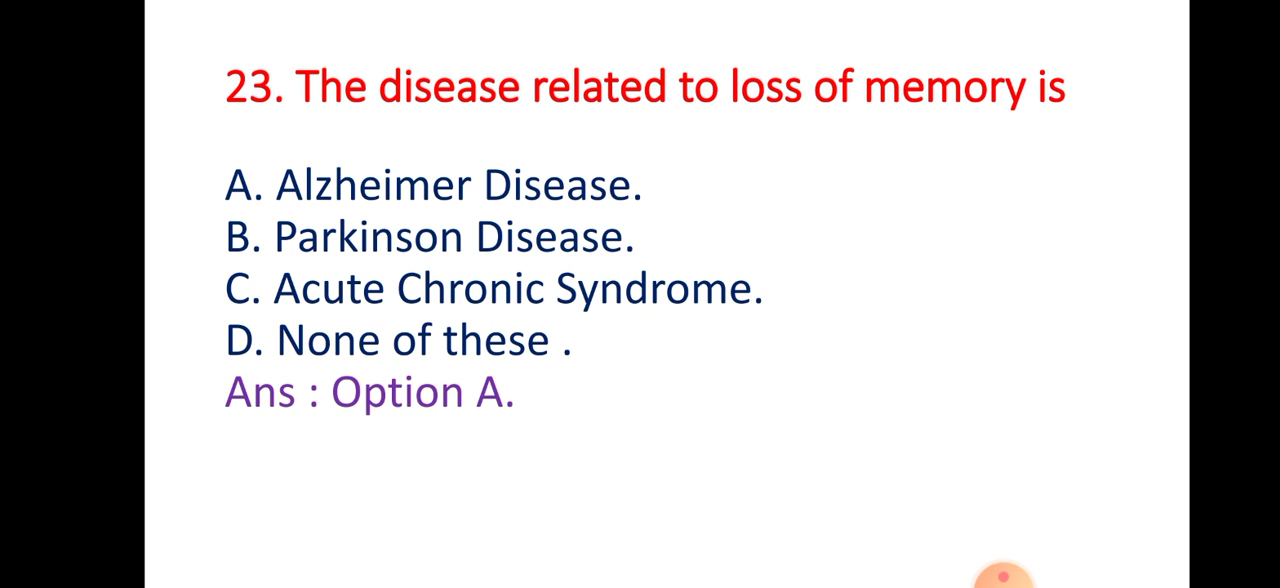 23. The disease related to loss of memory is
A. Alzheimer Disease.
B. Parkinson Disease.
C. Acute Chronic Syndrome.
D. None of these .
Ans : Option A.